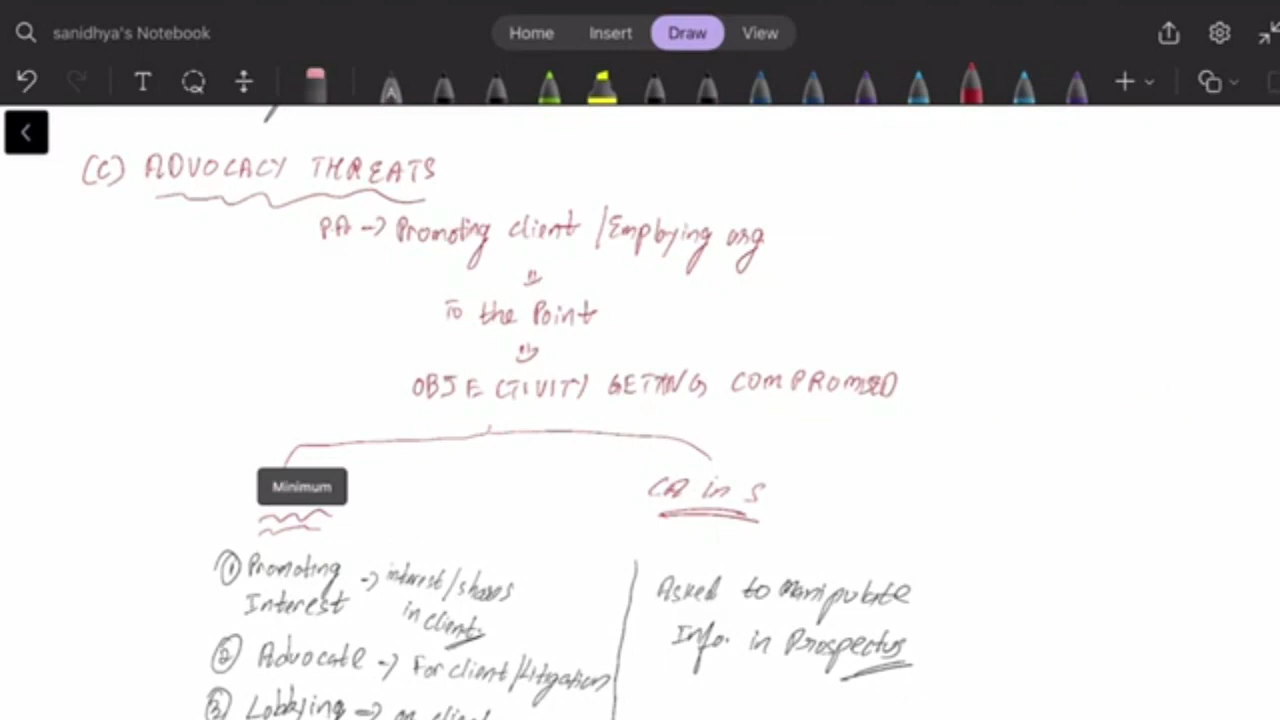 sanidhya's Notebook
Home Insert Draw View
(C) ADVOCACY THREATS
PA -> Promoting client / Employing org
To the Point
OBJECTIVITY GETTING COMPROMISED
Minimum
CA in S
① Promoting Interest -> interest/shares in client.
② Advocate -> For client/Litigation
③ Lobbying -> on client
Asked to Manipulate
Info. in Prospectus